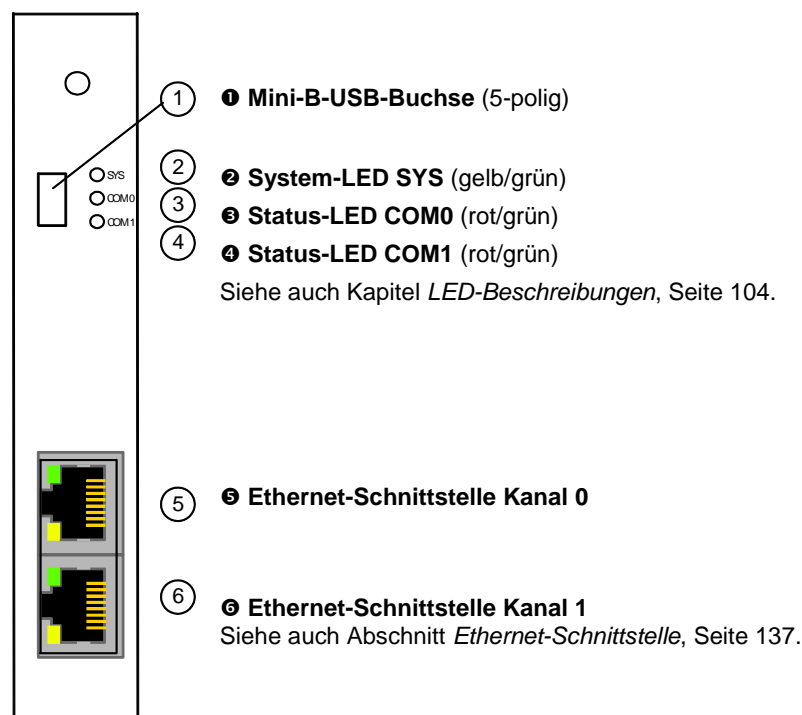 1 ❶ Mini-B-USB-Buchse (5-polig)
SYS 2 ❷ System-LED SYS (gelb/grün)
COM0 3 ❸ Status-LED COM0 (rot/grün)
COM1 4 ❹ Status-LED COM1 (rot/grün)
Siehe auch Kapitel LED-Beschreibungen, Seite 104.
5 ❺ Ethernet-Schnittstelle Kanal 0
6 ❻ Ethernet-Schnittstelle Kanal 1
Siehe auch Abschnitt Ethernet-Schnittstelle, Seite 137.